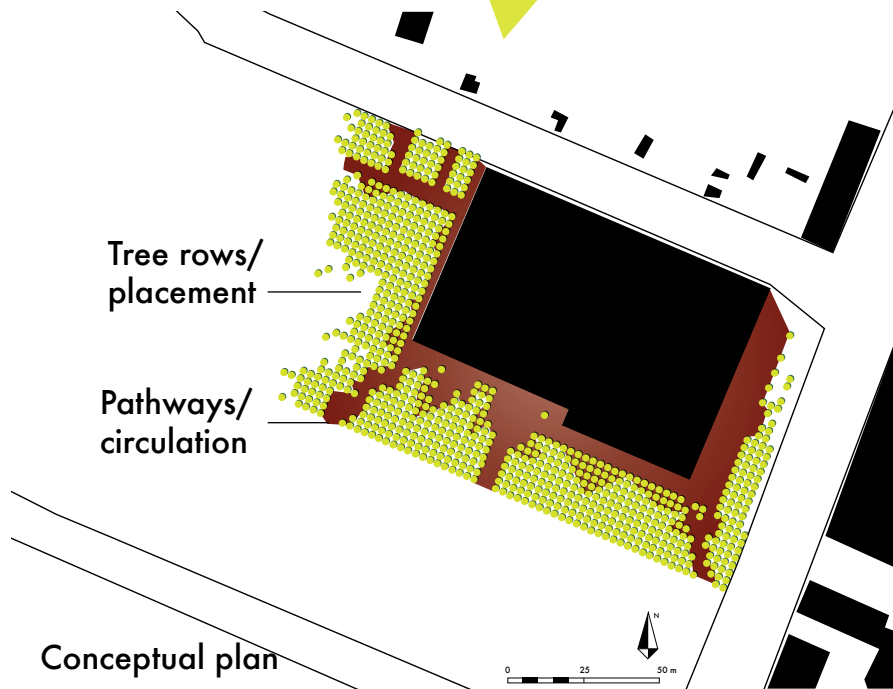 Tree rows/
placement
Pathways/
circulation
Conceptual plan
N
0 25 50 m